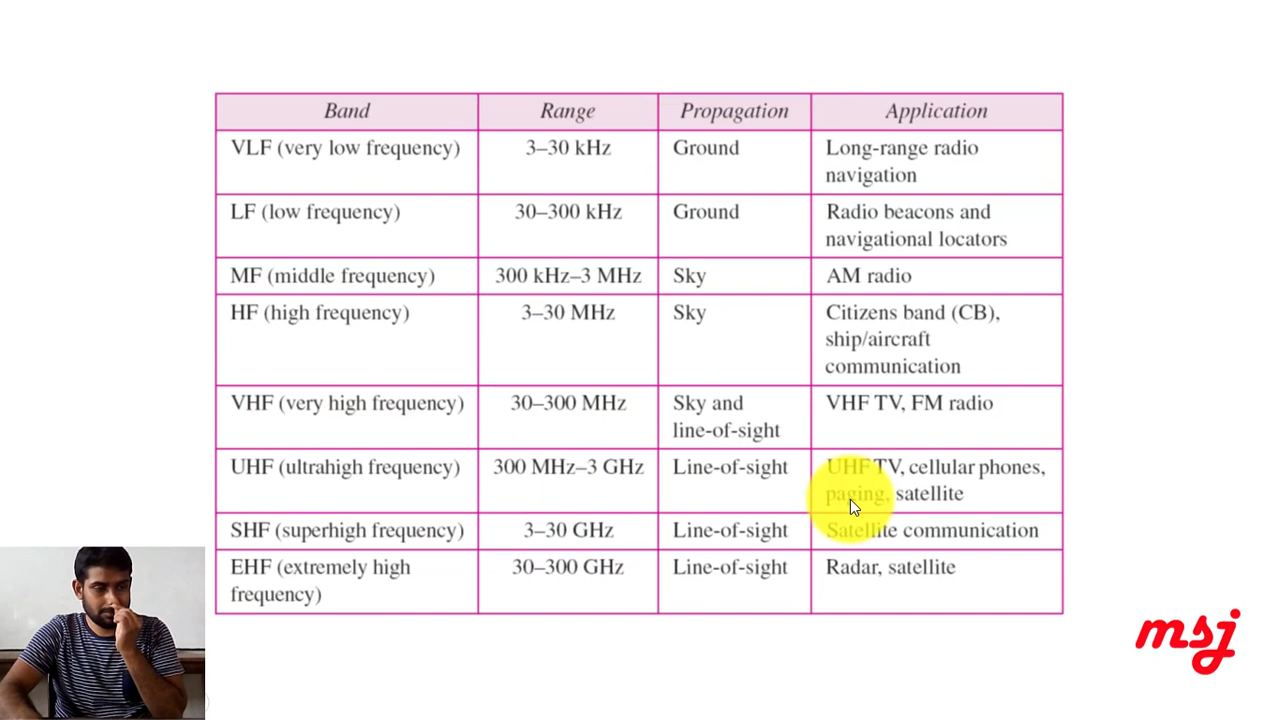 Band Range Propagation Application
VLF (very low frequency) 3–30 kHz Ground Long-range radio
navigation
LF (low frequency) 30–300 kHz Ground Radio beacons and
navigational locators
MF (middle frequency) 300 kHz–3 MHz Sky AM radio
HF (high frequency) 3–30 MHz Sky Citizens band (CB),
ship/aircraft
communication
VHF (very high frequency) 30–300 MHz Sky and VHF TV, FM radio
line-of-sight
UHF (ultrahigh frequency) 300 MHz–3 GHz Line-of-sight UHF TV, cellular phones,
paging, satellite
SHF (superhigh frequency) 3–30 GHz Line-of-sight Satellite communication
EHF (extremely high 30–300 GHz Line-of-sight Radar, satellite
frequency)
msj